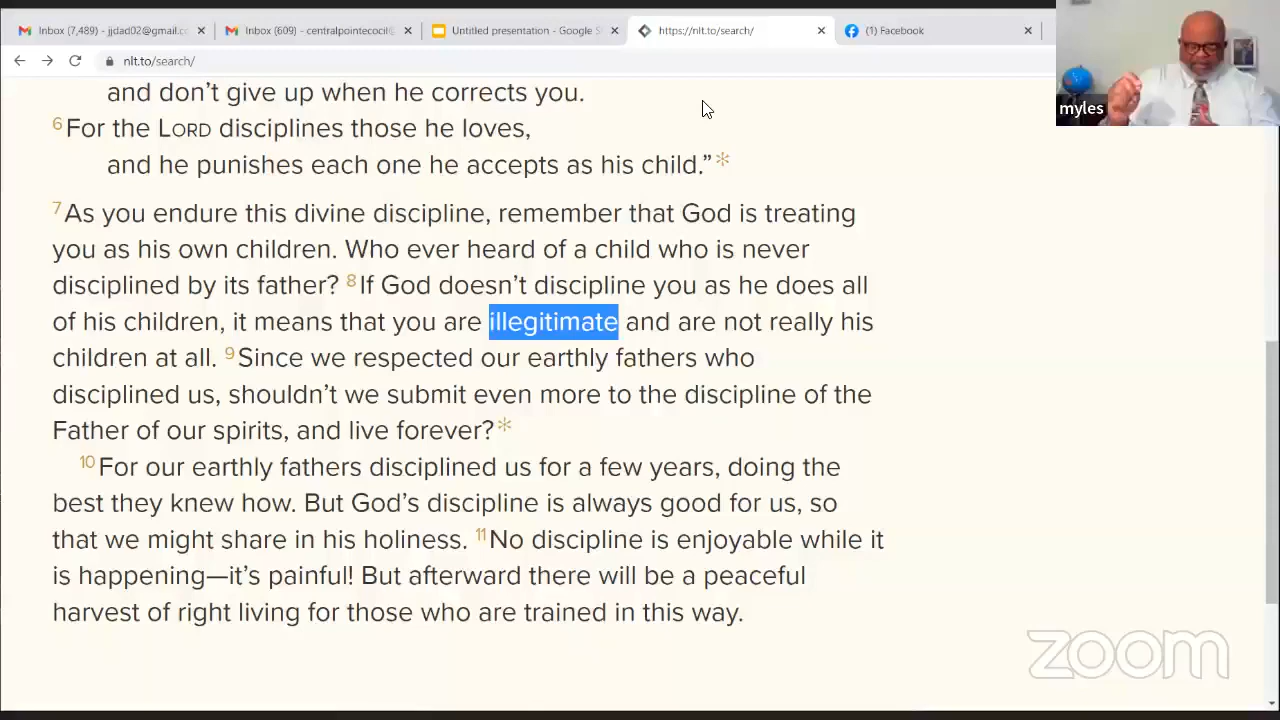 Inbox (7,489) - jjdad02@gmail.c
Inbox (609) - centralpointecocil@
Untitled presentation - Google S
https://nlt.to/search/
(1) Facebook
nlt.to/search/
myles
and don’t give up when he corrects you.
6 For the LORD disciplines those he loves,
and he punishes each one he accepts as his child.”*
7 As you endure this divine discipline, remember that God is treating
you as his own children. Who ever heard of a child who is never
disciplined by its father? 8 If God doesn’t discipline you as he does all
of his children, it means that you are illegitimate and are not really his
children at all. 9 Since we respected our earthly fathers who
disciplined us, shouldn’t we submit even more to the discipline of the
Father of our spirits, and live forever?*
10 For our earthly fathers disciplined us for a few years, doing the
best they knew how. But God’s discipline is always good for us, so
that we might share in his holiness. 11 No discipline is enjoyable while it
is happening—it’s painful! But afterward there will be a peaceful
harvest of right living for those who are trained in this way.
zoom